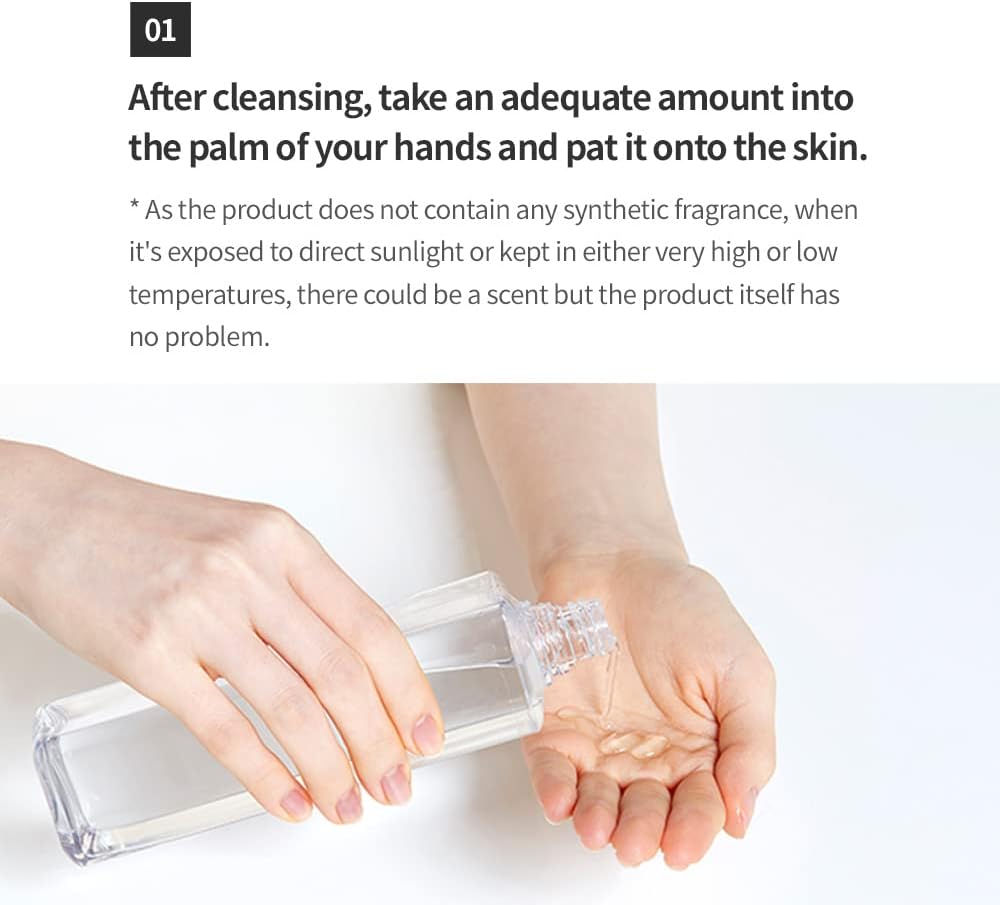 01
After cleansing, take an adequate amount into
the palm of your hands and pat it onto the skin.
* As the product does not contain any synthetic fragrance, when
it's exposed to direct sunlight or kept in either very high or low
temperatures, there could be a scent but the product itself has
no problem.